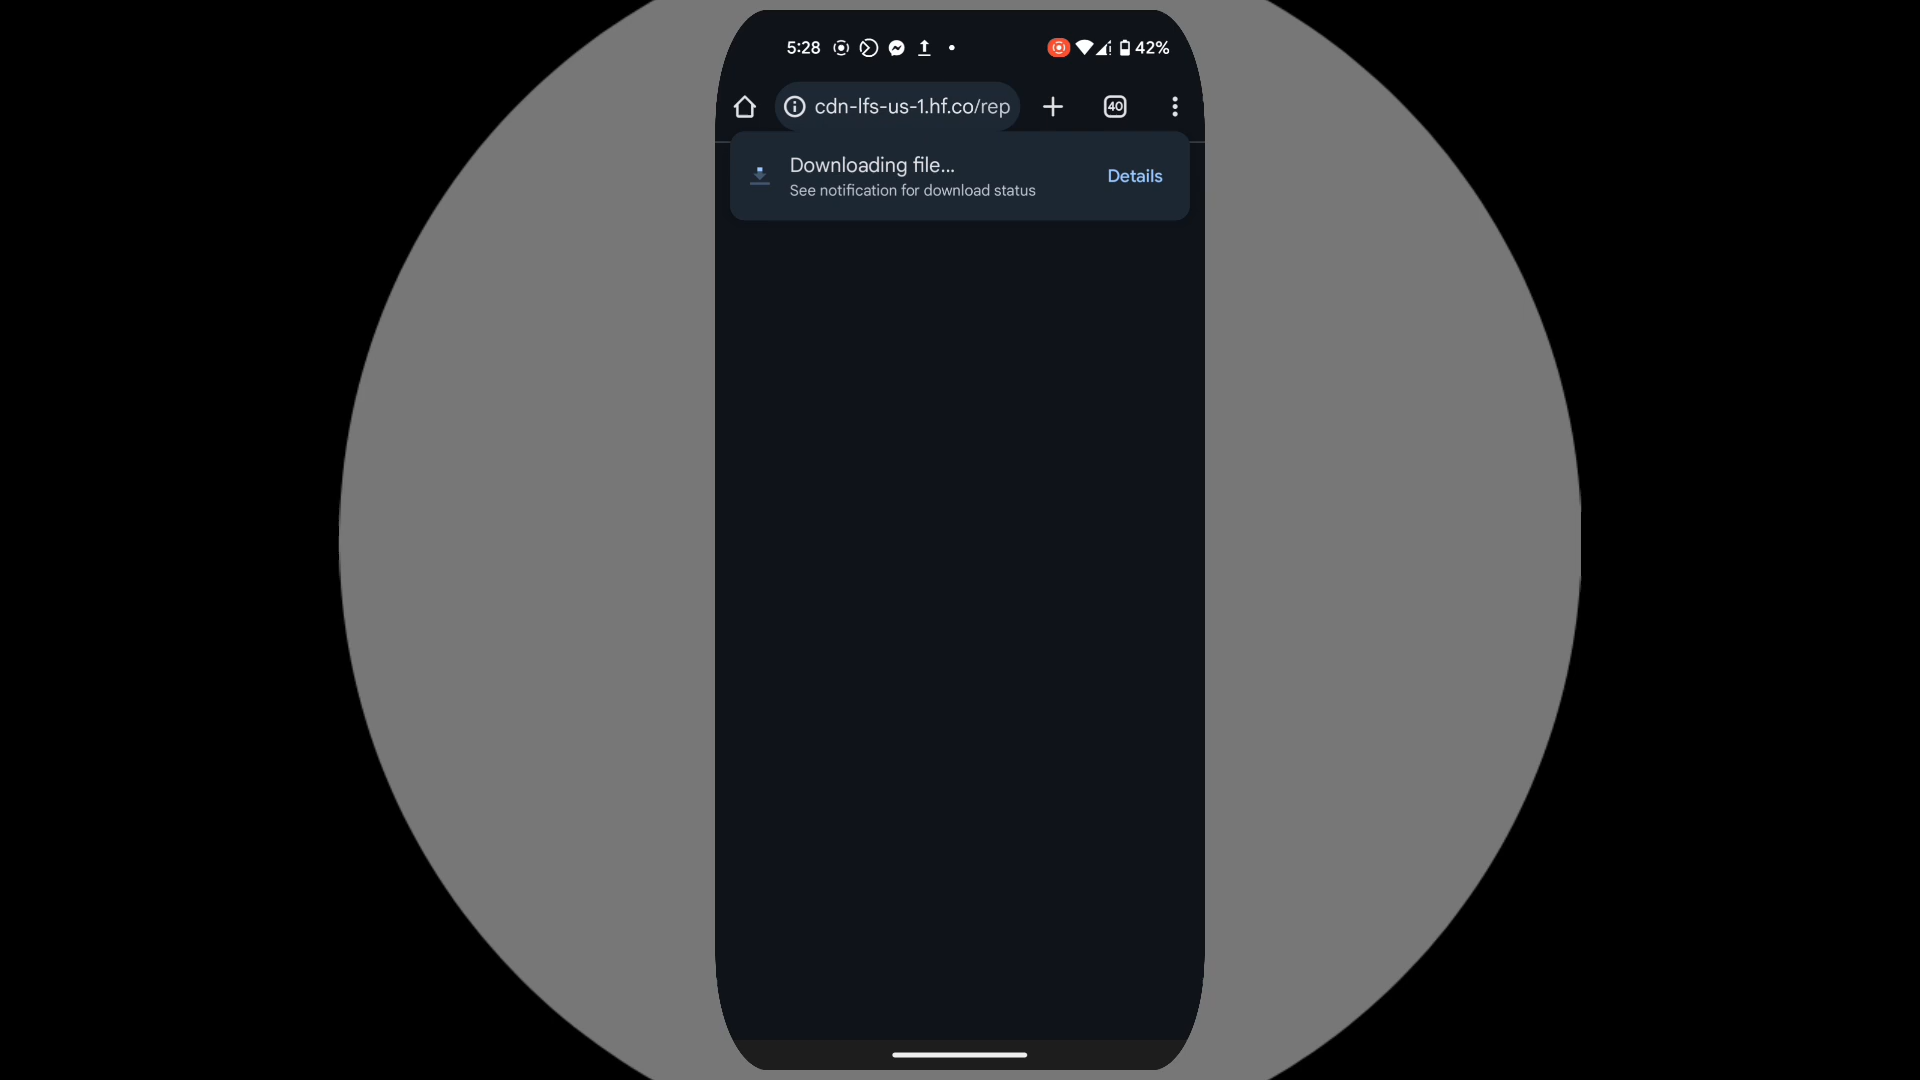 5:28 42%
cdn-lfs-us-1.hf.co/rep 40
Downloading file...
See notification for download status
Details